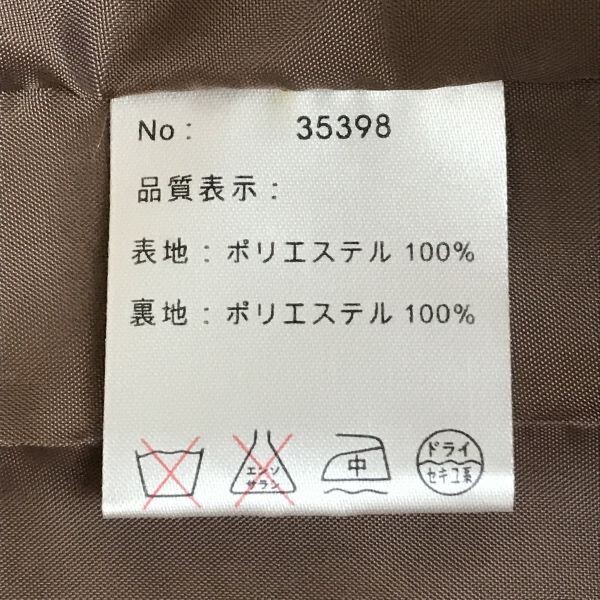 No: 35398
品質表示:
表地:ポリエステル 100%
裏地:ポリエステル 100%
エンソ
サラシ
中
ドライ
セキユ系